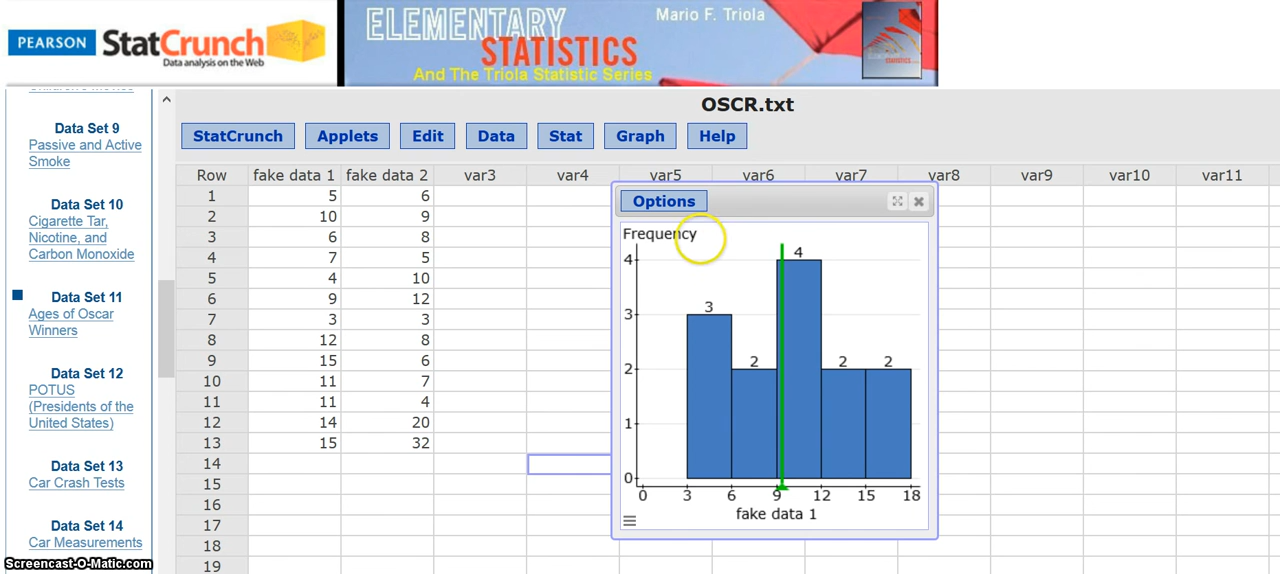 PEARSON StatCrunch
Data analysis on the Web
ELEMENTARY
STATISTICS
And The Triola Statistic Series
Mario F. Triola
Data Set 9
Passive and Active
Smoke
Data Set 10
Cigarette Tar,
Nicotine, and
Carbon Monoxide
Data Set 11
Ages of Oscar
Winners
Data Set 12
POTUS
(Presidents of the
United States)
Data Set 13
Car Crash Tests
Data Set 14
Car Measurements
OSCR.txt
StatCrunch Applets Edit Data Stat Graph Help
Row fake data 1 fake data 2 var3 var4 var5 var6 var7 var8 var9 var10 var11
1 5 6
2 10 9
3 6 8
4 7 5
5 4 10
6 9 12
7 3 3
8 12 8
9 15 6
10 11 7
11 11 4
12 14 20
13 15 32
14
15
16
17
18
19
Options
Frequency
4
3
2
1
0
3 2 4 2 2
0 3 6 9 12 15 18
fake data 1
Screencast-O-Matic.com